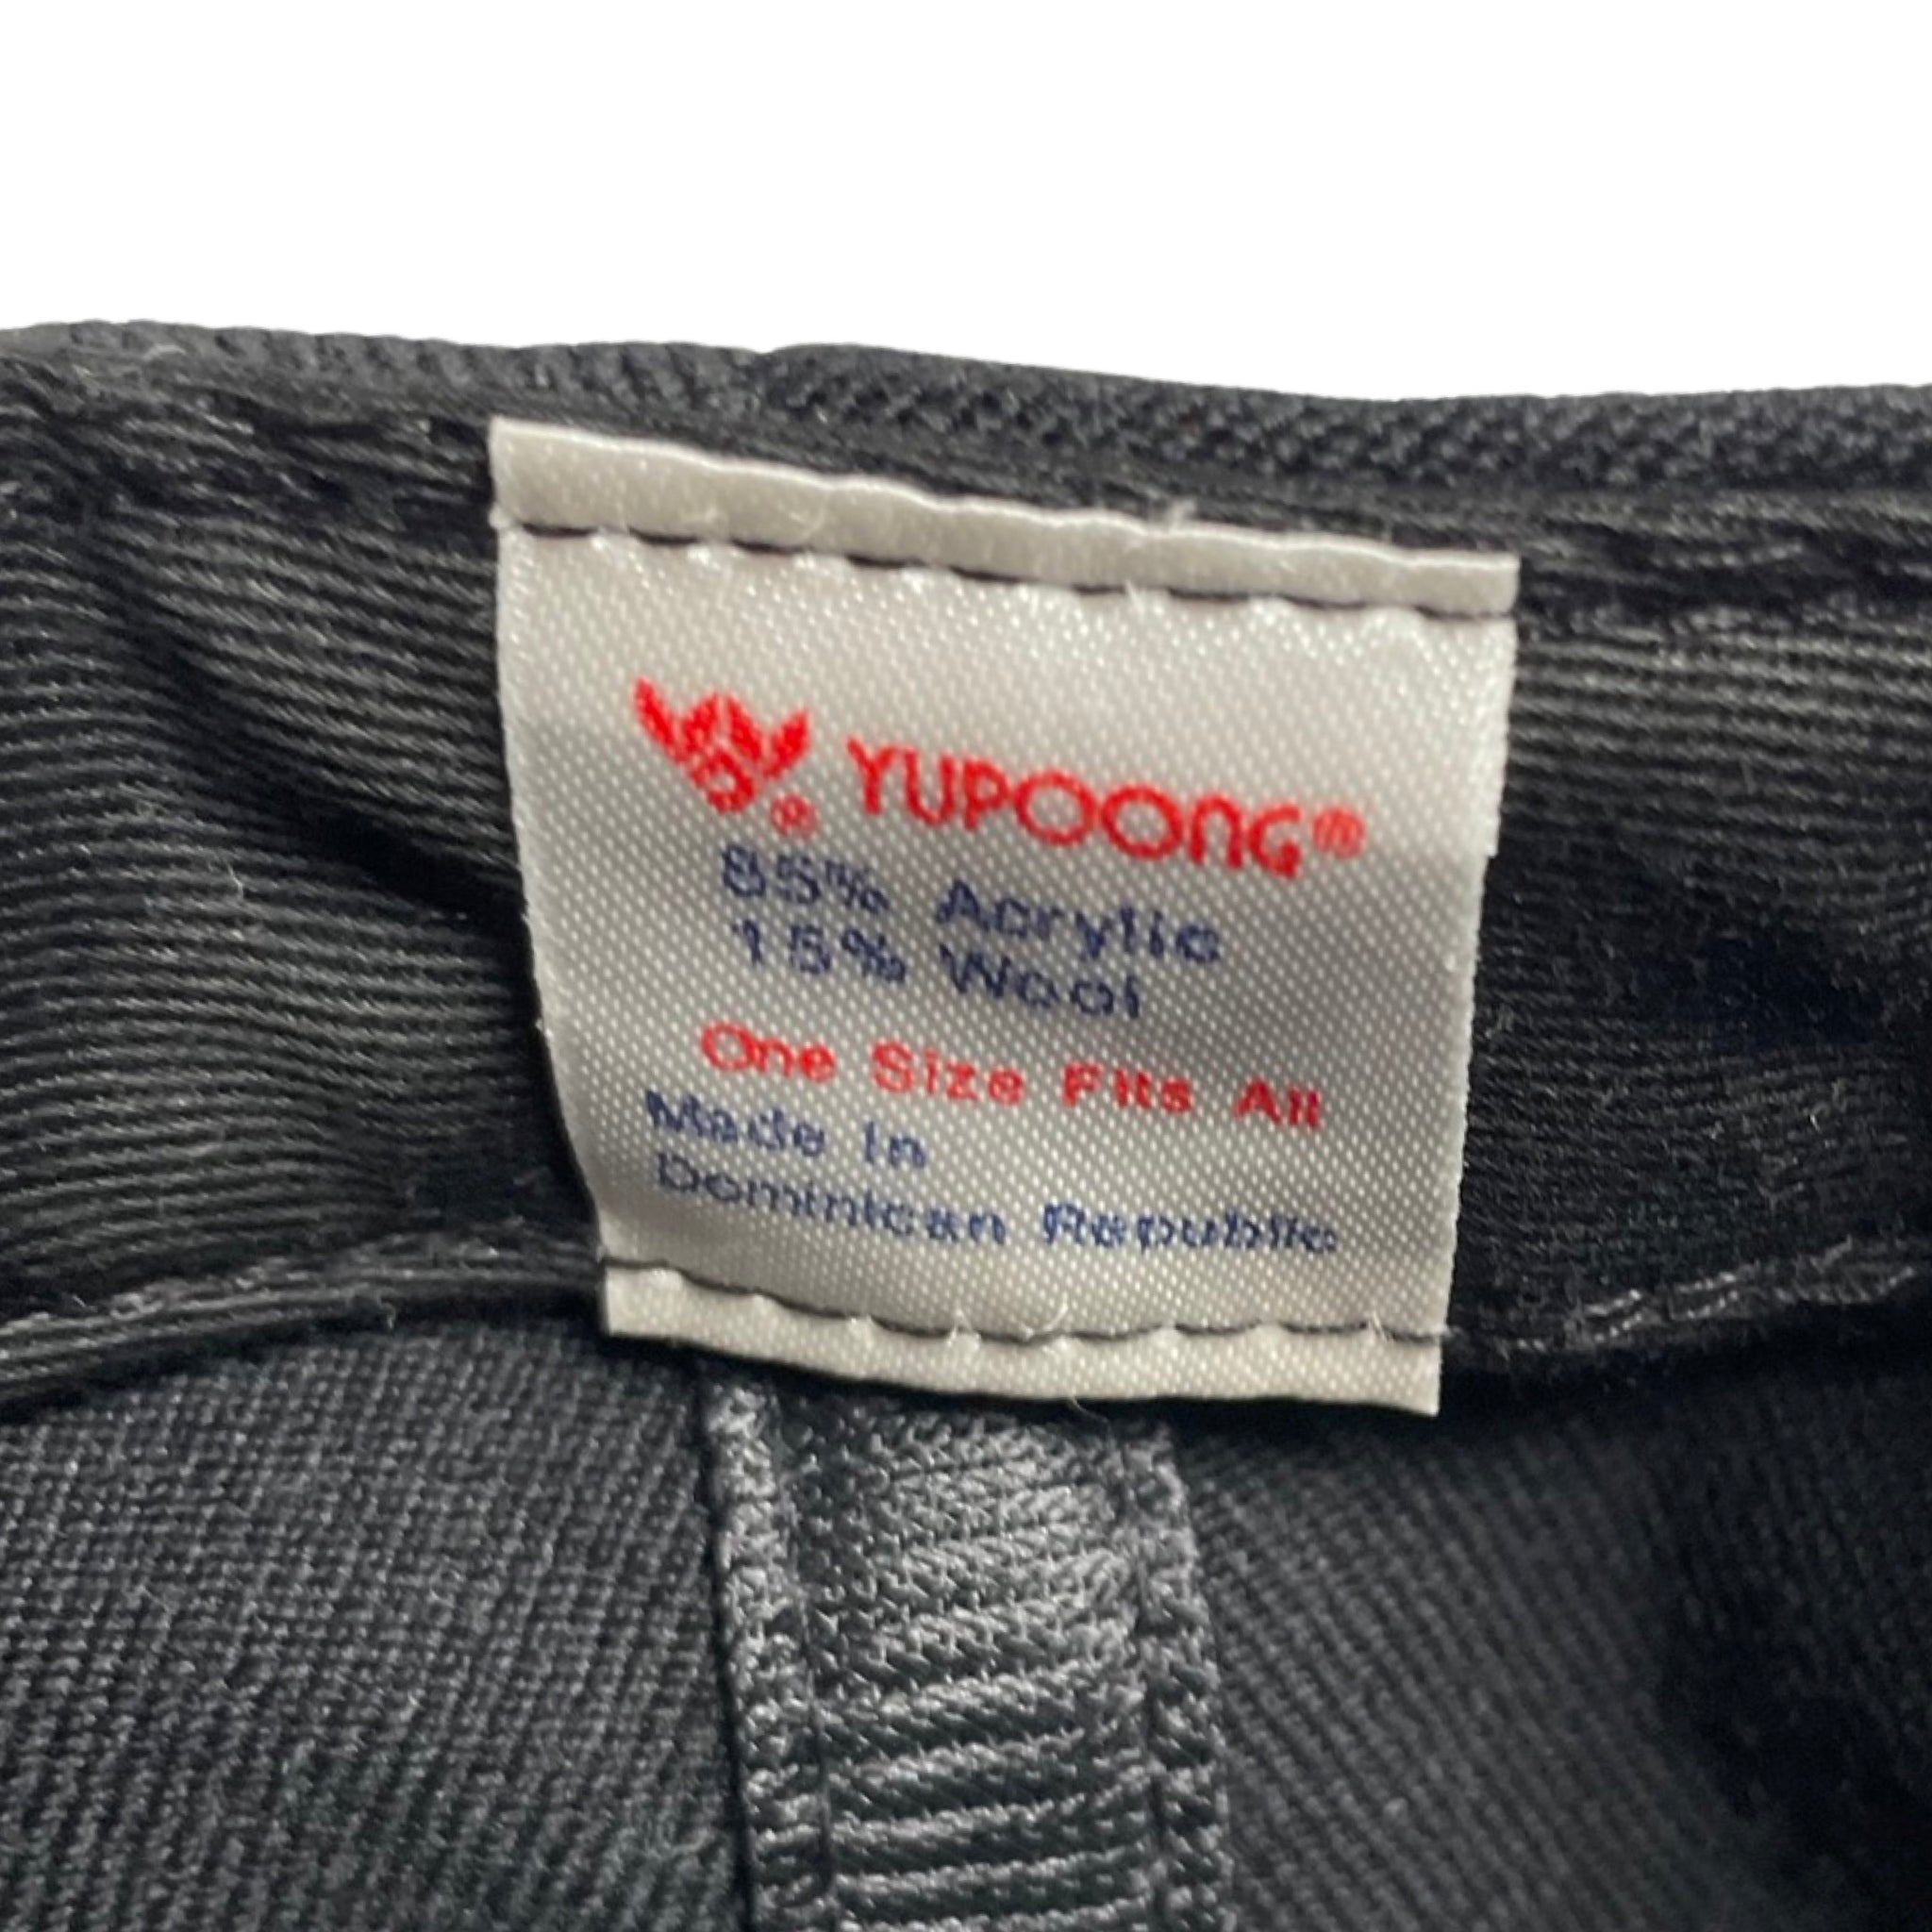 YUPOONG®
85% Acrylic
15% Wool
One Size Fits All
Made In
Dominican Republic